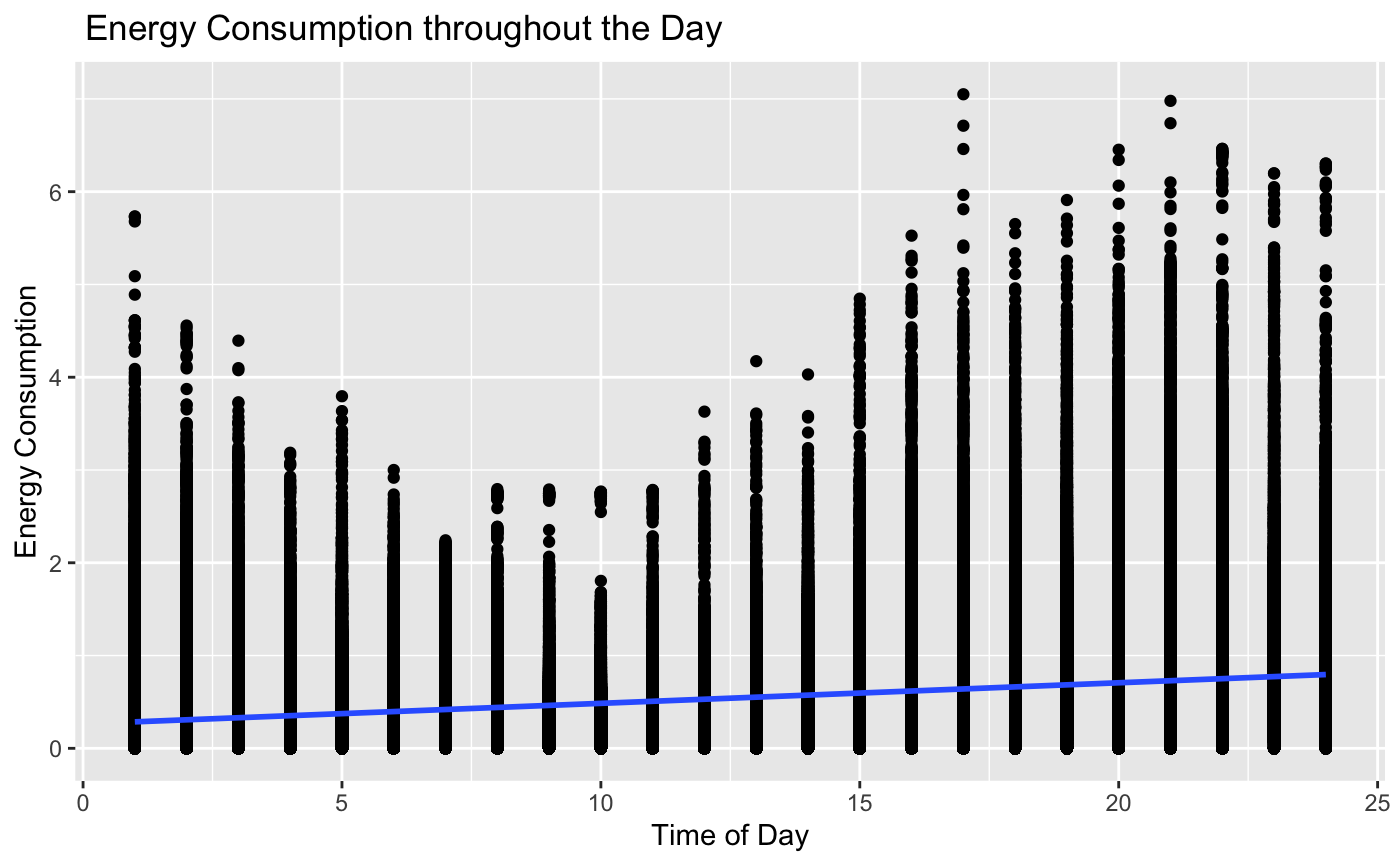 Energy Consumption throughout the Day
Energy Consumption
6
4
2
0
0 5 10 15 20 25
Time of Day